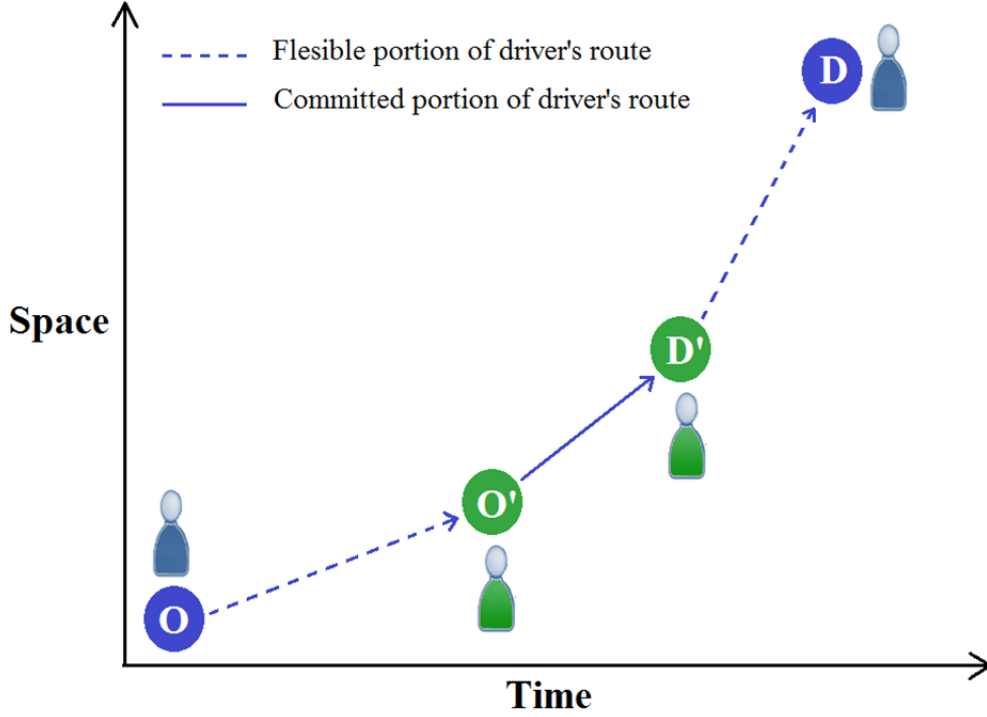 Flesible portion of driver's route
Committed portion of driver's route
D
Space
D'
O'
O
Time